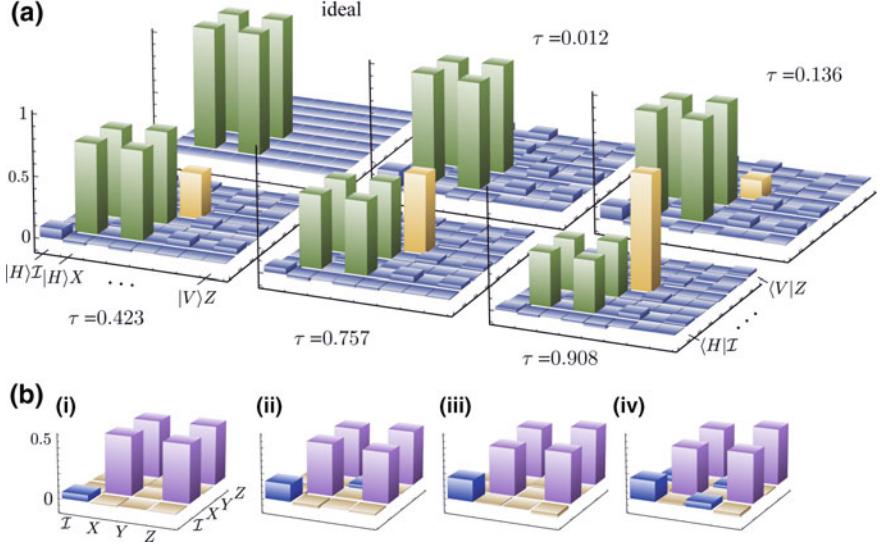 (a)
ideal
τ =0.012
τ =0.136
1
0.5
0
|H⟩ℐ |H⟩X ... |V⟩Z
τ =0.423
τ =0.757
τ =0.908
⟨V|Z
...
⟨H|ℐ
(b)
(i) (ii) (iii) (iv)
0.5
0
ℐ X Y Z ℐ X Y Z